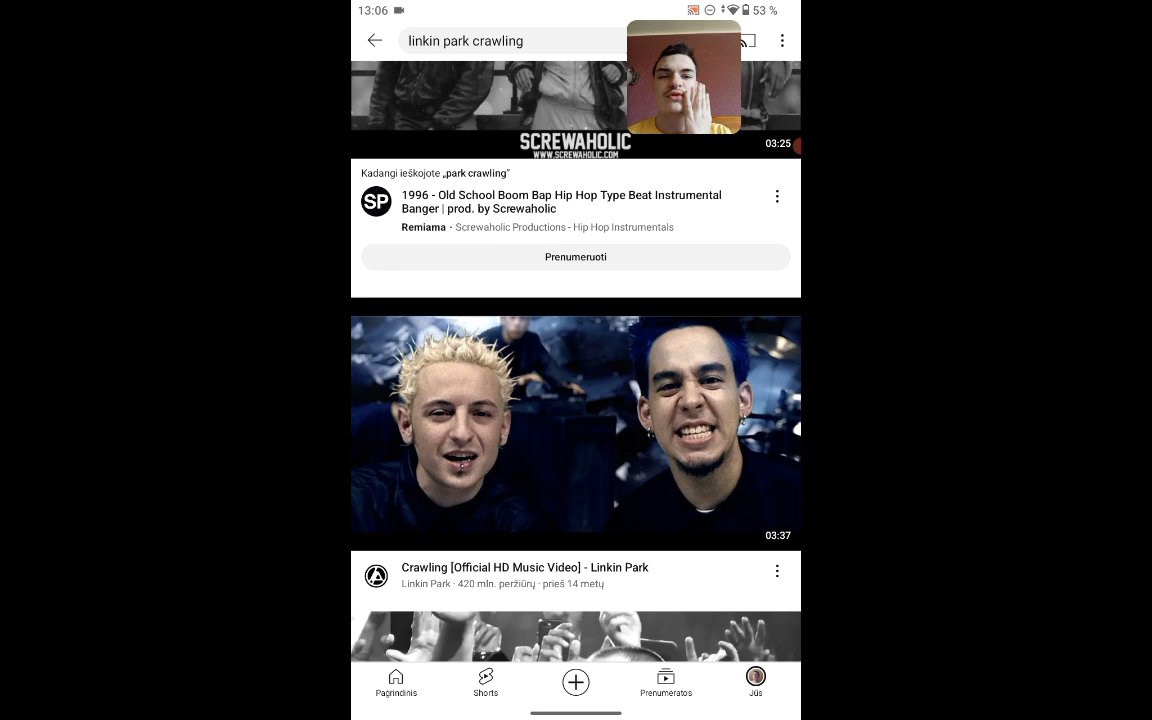 13:06
53 %
linkin park crawling
SCREWAHOLIC
WWW.SCREWAHOLIC.COM
03:25
Kadangi ieškojote „park crawling“
SP
1996 - Old School Boom Bap Hip Hop Type Beat Instrumental
Banger | prod. by Screwaholic
Remiama · Screwaholic Productions - Hip Hop Instrumentals
Prenumeruoti
03:37
Crawling [Official HD Music Video] - Linkin Park
Linkin Park · 420 mln. peržiūrų · prieš 14 metų
Pagrindinis
Shorts
Prenumeratos
Jūs